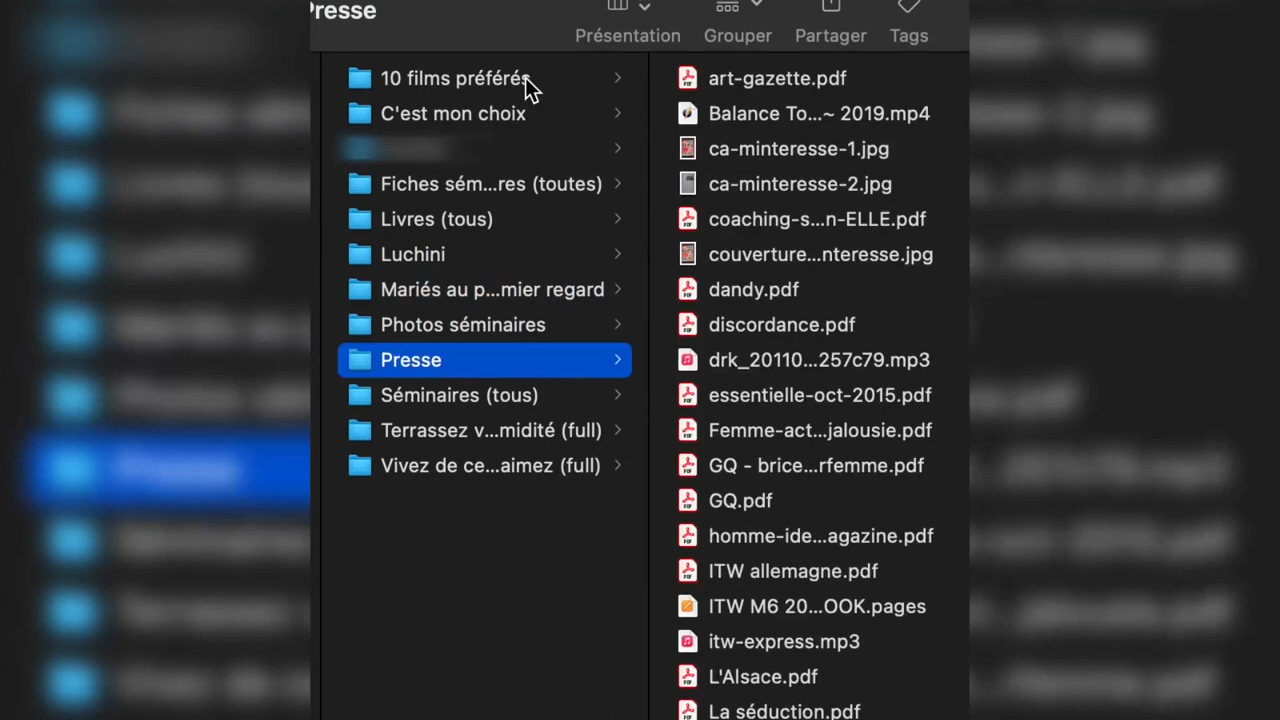 Presse
Présentation
Grouper
Partager
Tags
10 films préférés
C'est mon choix
Fiches sém...res (toutes)
Livres (tous)
Luchini
Mariés au p...mier regard
Photos séminaires
Presse
Séminaires (tous)
Terrassez v...midité (full)
Vivez de ce...aimez (full)
art-gazette.pdf
Balance To...~ 2019.mp4
ca-minteresse-1.jpg
ca-minteresse-2.jpg
coaching-s...n-ELLE.pdf
couverture...nteresse.jpg
dandy.pdf
discordance.pdf
drk_20110...257c79.mp3
essentielle-oct-2015.pdf
Femme-act...jalousie.pdf
GQ - brice...rfemme.pdf
GQ.pdf
homme-ide...agazine.pdf
ITW allemagne.pdf
ITW M6 20...OOK.pages
itw-express.mp3
L'Alsace.pdf
La séduction.pdf